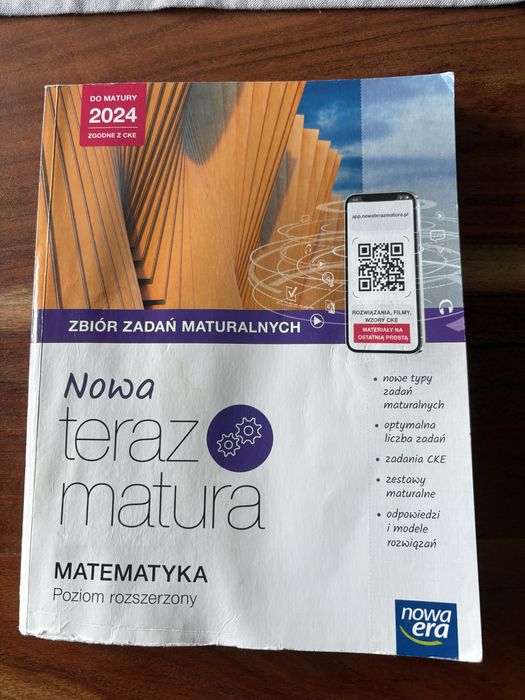 DO MATURY
2024
ZGODNE Z CKE
app.nowaterazmatura.pl
ROZWIĄZANIA, FILMY,
WZORY CKE
MATERIAŁY NA
OSTATNIĄ PROSTĄ
ZBIÓR ZADAŃ MATURALNYCH
Nowa
teraz
matura
• nowe typy
zadań
maturalnych
• optymalna
liczba zadań
• zadania CKE
• zestawy
maturalne
• odpowiedzi
i modele
rozwiązań
MATEMATYKA
Poziom rozszerzony
nowa
era